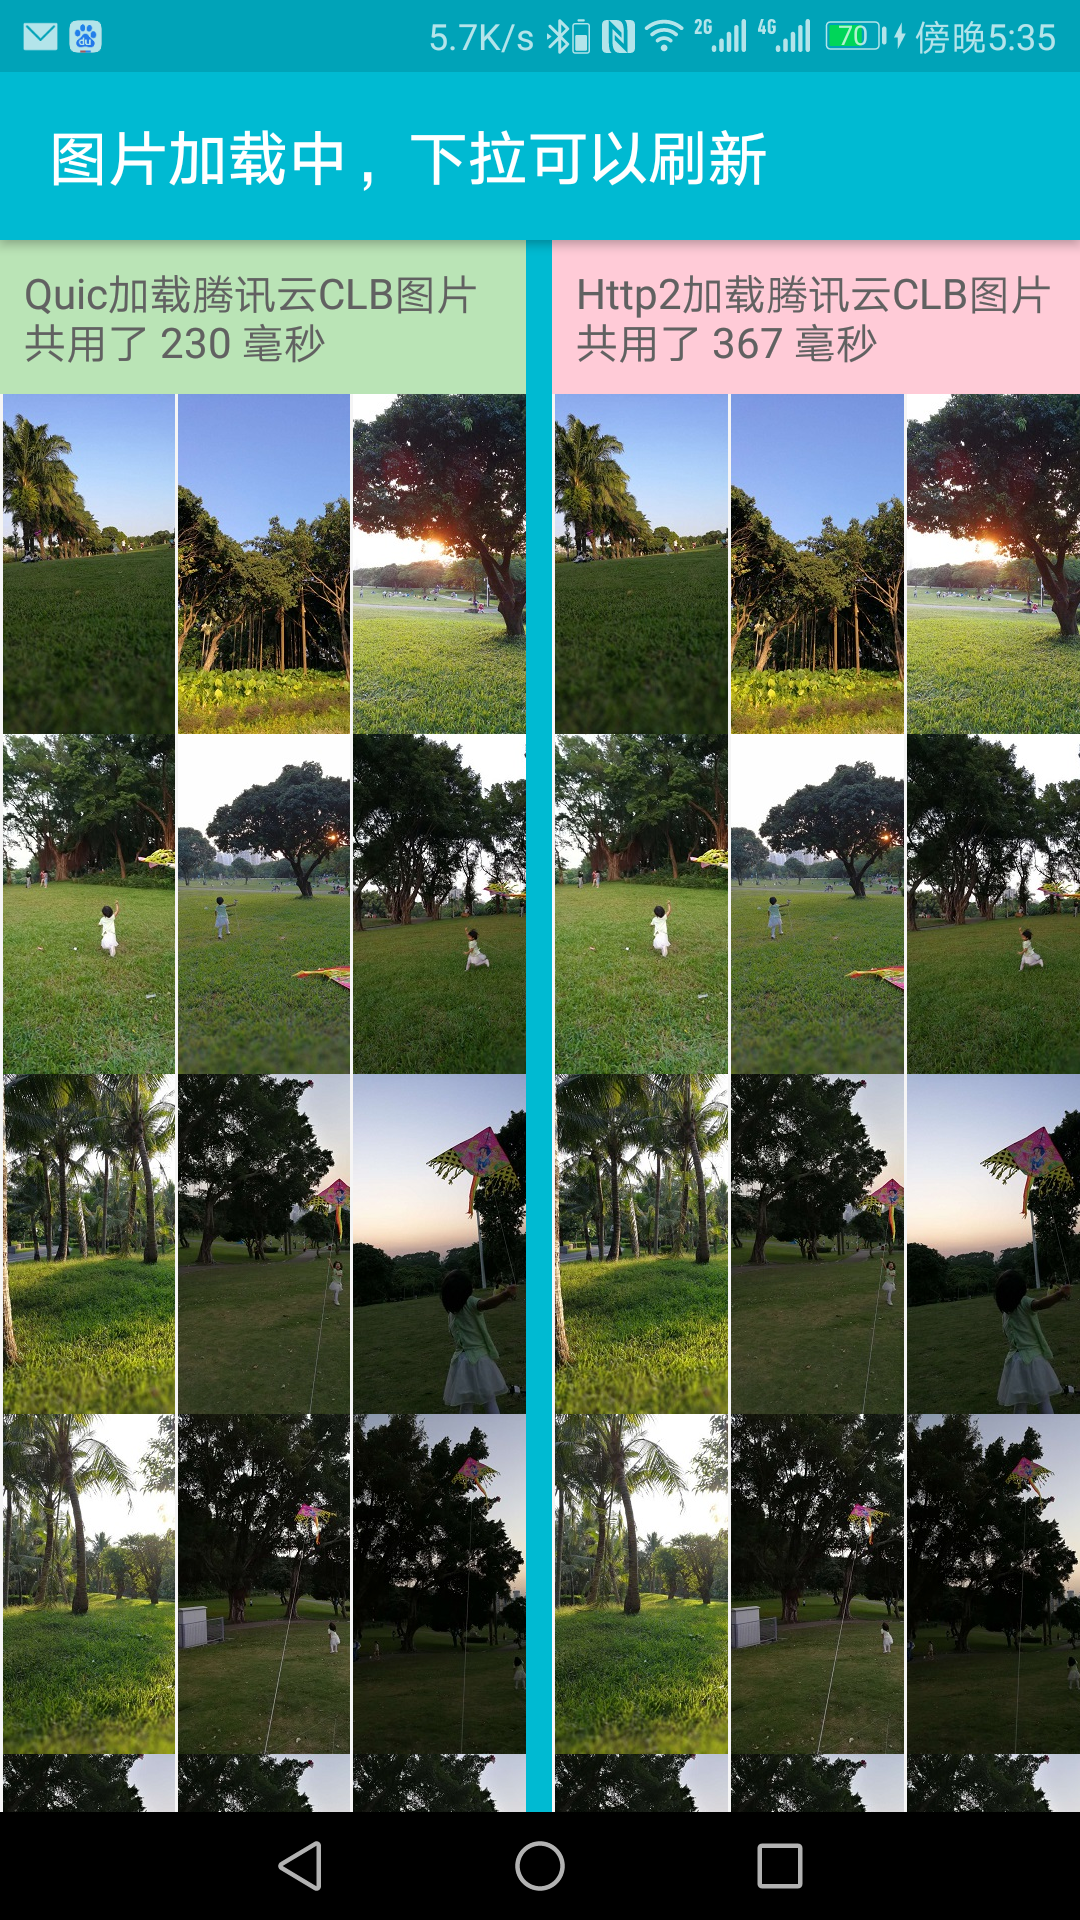 5.7K/s 2G 4G 70 傍晚5:35
图片加载中，下拉可以刷新
Quic加载腾讯云CLB图片
共用了 230 毫秒
Http2加载腾讯云CLB图片
共用了 367 毫秒